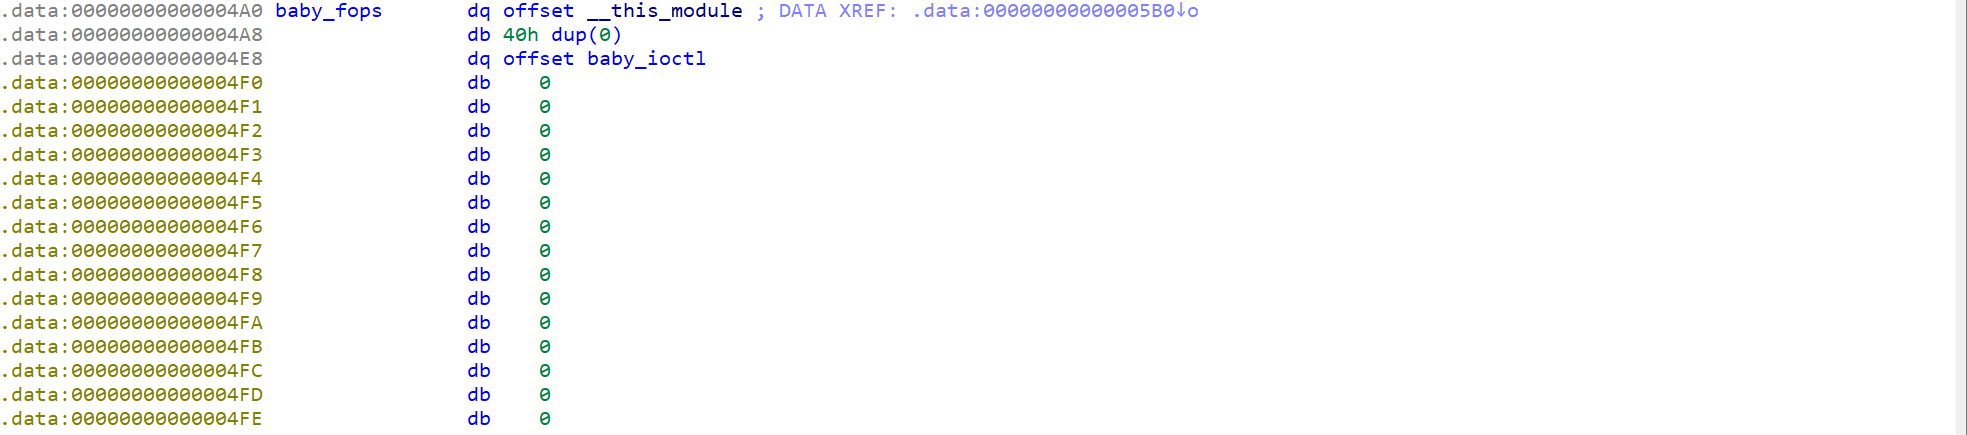 .data:00000000000004A0 baby_fops       dq offset __this_module ; DATA XREF: .data:00000000000005B0↓o
.data:00000000000004A8                 db 40h dup(0)
.data:00000000000004E8                 dq offset baby_ioctl
.data:00000000000004F0                 db    0
.data:00000000000004F1                 db    0
.data:00000000000004F2                 db    0
.data:00000000000004F3                 db    0
.data:00000000000004F4                 db    0
.data:00000000000004F5                 db    0
.data:00000000000004F6                 db    0
.data:00000000000004F7                 db    0
.data:00000000000004F8                 db    0
.data:00000000000004F9                 db    0
.data:00000000000004FA                 db    0
.data:00000000000004FB                 db    0
.data:00000000000004FC                 db    0
.data:00000000000004FD                 db    0
.data:00000000000004FE                 db    0